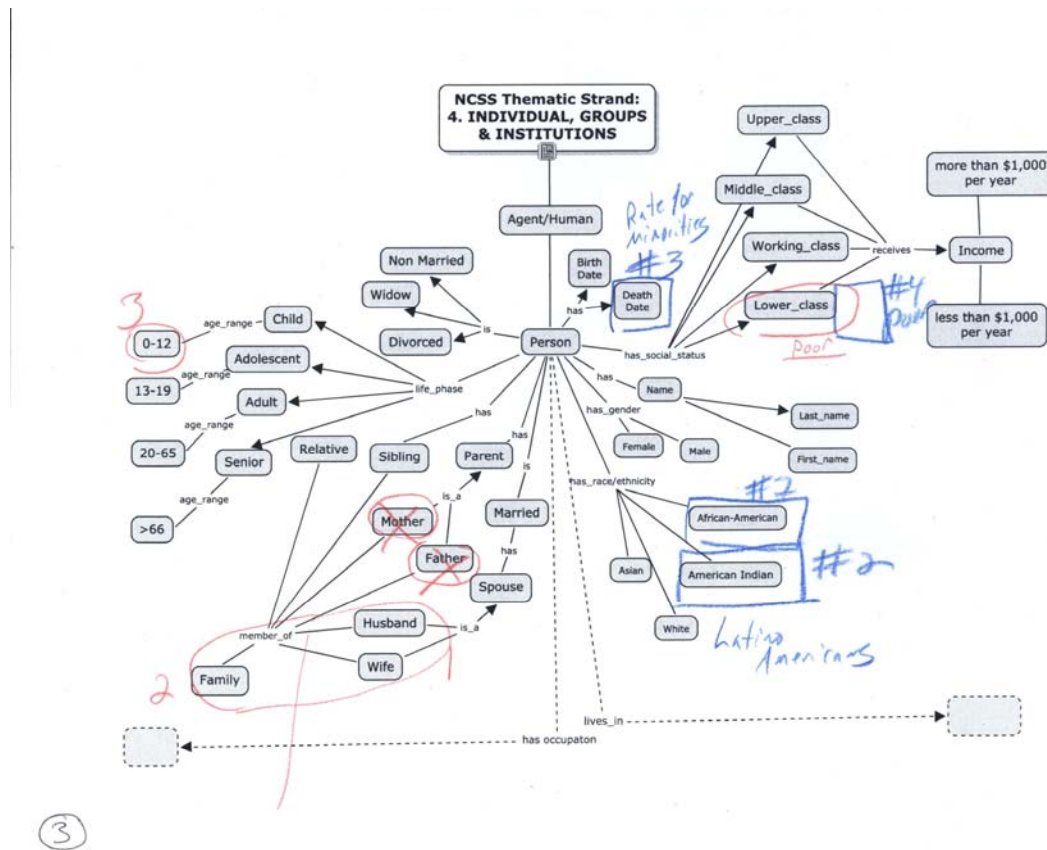 NCSS Thematic Strand:
4. INDIVIDUAL, GROUPS
& INSTITUTIONS
Upper_class
more than $1,000
per year
Middle_class
Agent/Human
Rate for
minorities
#3
Non Married
Birth
Date
Working_class
receives
Income
has
Death
Date
Widow
#4
3
Child
age_range
0-12
is
Lower_class
less than $1,000
per year
Divorced
Person
has_social_status
Poor
Adolescent
age_range
13-19
life_phase
has
Name
Adult
has
has_gender
Last_name
age_range
20-65
Relative
Sibling
has
Parent
Female
Male
First_name
Senior
is
age_range
has_race/ethnicity
is_a
>66
Mother
Married
African-American
Father
has
Asian
American Indian
#2
Spouse
Husband
is_a
member_of
White
Latino
Americans
Wife
Family
2
lives_in
has occupaton
3